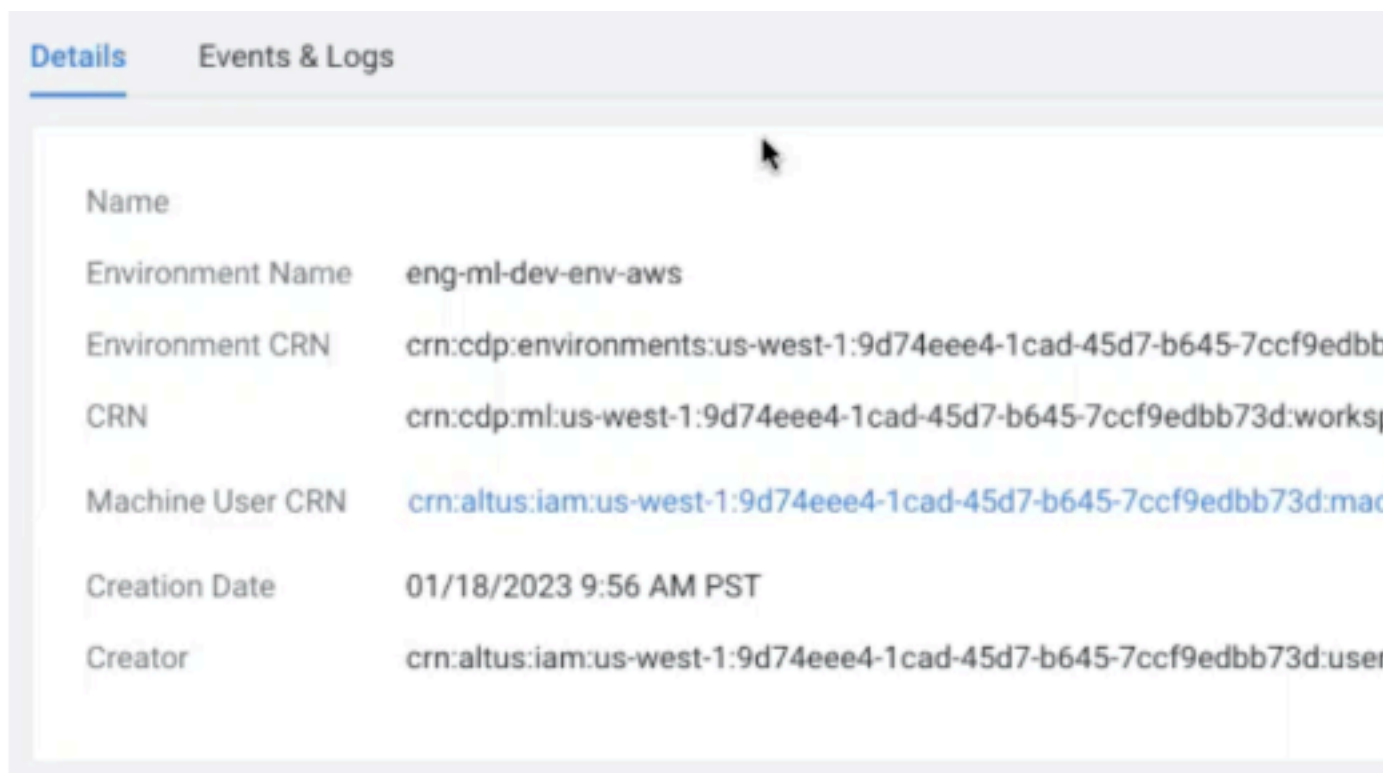 Details Events & Logs
Name
Environment Name eng-ml-dev-env-aws
Environment CRN crn:cdp:environments:us-west-1:9d74eee4-1cad-45d7-b645-7ccf9edbb
CRN crn:cdp:ml:us-west-1:9d74eee4-1cad-45d7-b645-7ccf9edbb73d:worksp
Machine User CRN crn:altus:iam:us-west-1:9d74eee4-1cad-45d7-b645-7ccf9edbb73d:mac
Creation Date 01/18/2023 9:56 AM PST
Creator crn:altus:iam:us-west-1:9d74eee4-1cad-45d7-b645-7ccf9edbb73d:user